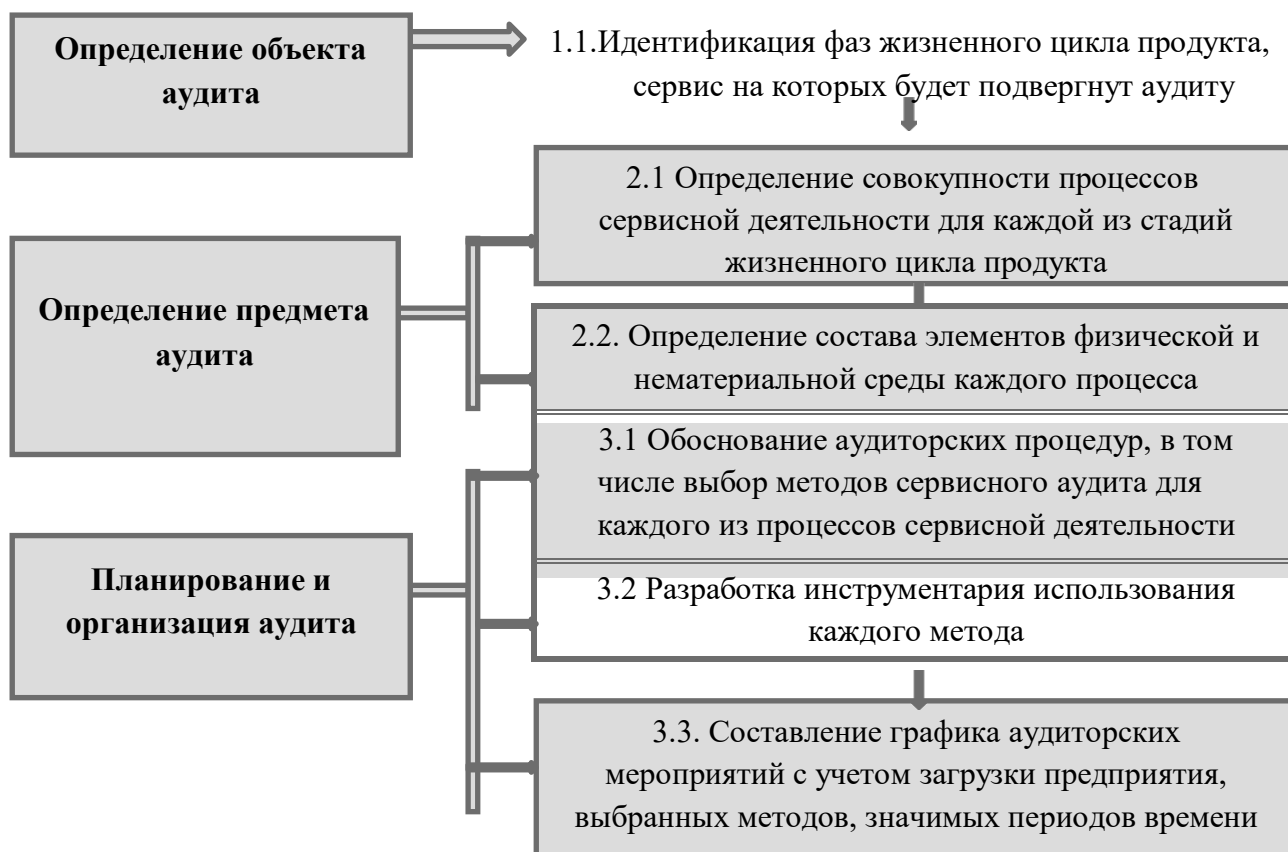 Определение объекта
аудита
1.1.Идентификация фаз жизненного цикла продукта,
сервис на которых будет подвергнут аудиту
Определение предмета
аудита
2.1 Определение совокупности процессов
сервисной деятельности для каждой из стадий
жизненного цикла продукта
2.2. Определение состава элементов физической и
нематериальной среды каждого процесса
Планирование и
организация аудита
3.1 Обоснование аудиторских процедур, в том
числе выбор методов сервисного аудита для
каждого из процессов сервисной деятельности
3.2 Разработка инструментария использования
каждого метода
3.3. Составление графика аудиторских
мероприятий с учетом загрузки предприятия,
выбранных методов, значимых периодов времени